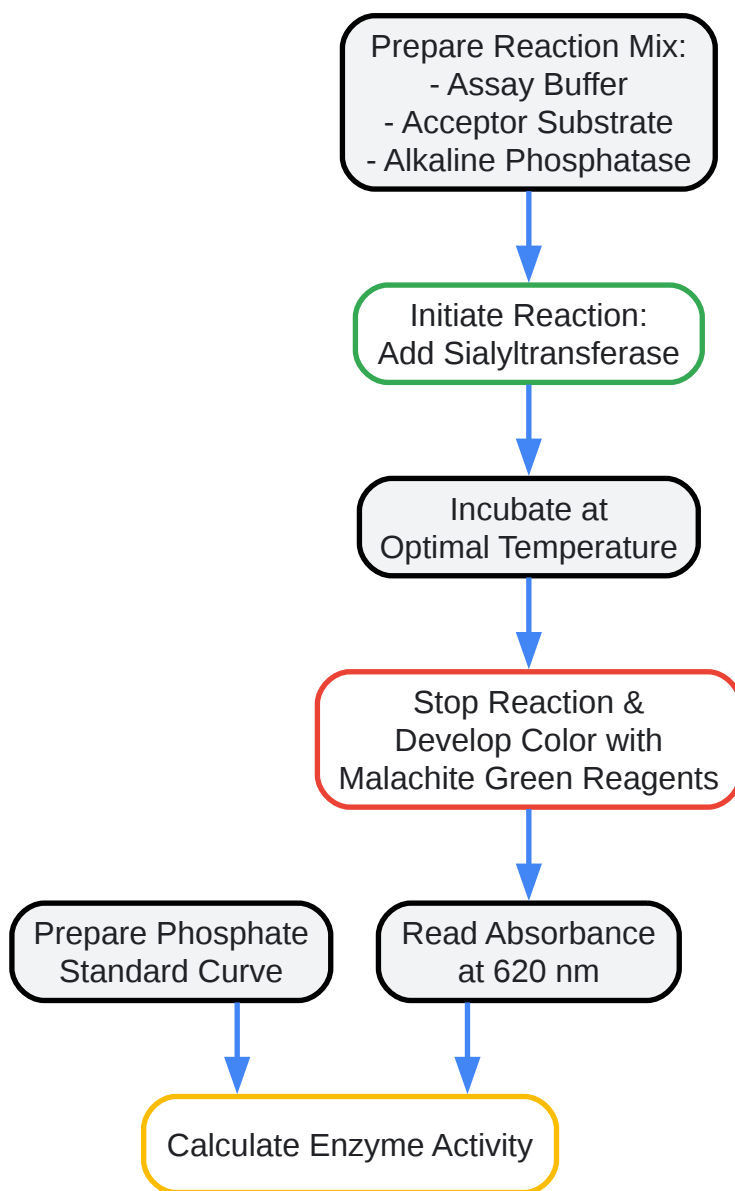 Prepare Reaction Mix:
- Assay Buffer
- Acceptor Substrate
- Alkaline Phosphatase
Initiate Reaction:
Add Sialyltransferase
Incubate at
Optimal Temperature
Stop Reaction &
Develop Color with
Malachite Green Reagents
Prepare Phosphate
Standard Curve
Read Absorbance
at 620 nm
Calculate Enzyme Activity